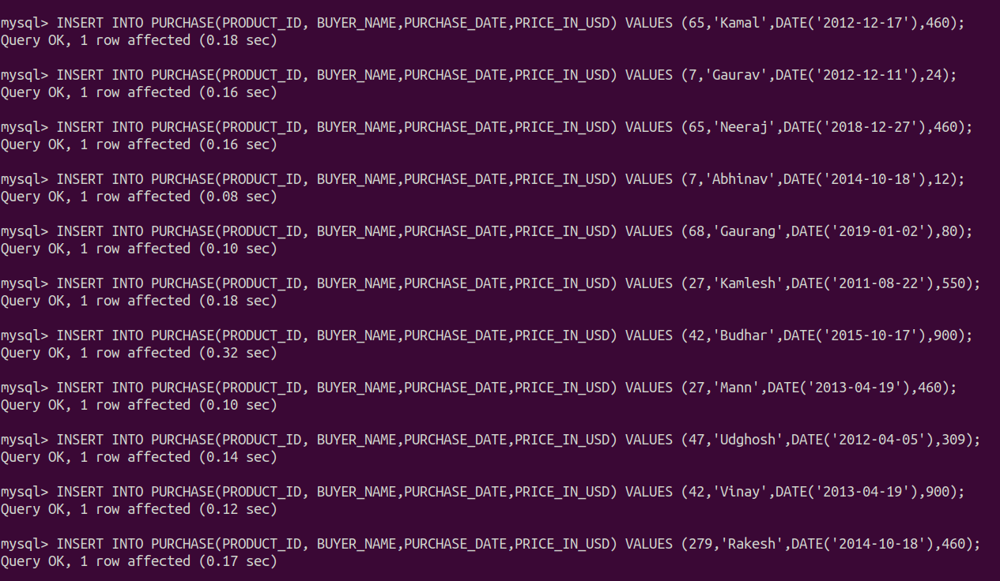 mysql> INSERT INTO PURCHASE(PRODUCT_ID, BUYER_NAME,PURCHASE_DATE,PRICE_IN_USD) VALUES (65,'Kamal',DATE('2012-12-17'),460);
Query OK, 1 row affected (0.18 sec)
mysql> INSERT INTO PURCHASE(PRODUCT_ID, BUYER_NAME,PURCHASE_DATE,PRICE_IN_USD) VALUES (7,'Gaurav',DATE('2012-12-11'),24);
Query OK, 1 row affected (0.16 sec)
mysql> INSERT INTO PURCHASE(PRODUCT_ID, BUYER_NAME,PURCHASE_DATE,PRICE_IN_USD) VALUES (65,'Neeraj',DATE('2018-12-27'),460);
Query OK, 1 row affected (0.16 sec)
mysql> INSERT INTO PURCHASE(PRODUCT_ID, BUYER_NAME,PURCHASE_DATE,PRICE_IN_USD) VALUES (7,'Abhinav',DATE('2014-10-18'),12);
Query OK, 1 row affected (0.08 sec)
mysql> INSERT INTO PURCHASE(PRODUCT_ID, BUYER_NAME,PURCHASE_DATE,PRICE_IN_USD) VALUES (68,'Gaurang',DATE('2019-01-02'),80);
Query OK, 1 row affected (0.10 sec)
mysql> INSERT INTO PURCHASE(PRODUCT_ID, BUYER_NAME,PURCHASE_DATE,PRICE_IN_USD) VALUES (27,'Kamlesh',DATE('2011-08-22'),550);
Query OK, 1 row affected (0.18 sec)
mysql> INSERT INTO PURCHASE(PRODUCT_ID, BUYER_NAME,PURCHASE_DATE,PRICE_IN_USD) VALUES (42,'Budhar',DATE('2015-10-17'),900);
Query OK, 1 row affected (0.32 sec)
mysql> INSERT INTO PURCHASE(PRODUCT_ID, BUYER_NAME,PURCHASE_DATE,PRICE_IN_USD) VALUES (27,'Mann',DATE('2013-04-19'),460);
Query OK, 1 row affected (0.10 sec)
mysql> INSERT INTO PURCHASE(PRODUCT_ID, BUYER_NAME,PURCHASE_DATE,PRICE_IN_USD) VALUES (47,'Udghosh',DATE('2012-04-05'),309);
Query OK, 1 row affected (0.14 sec)
mysql> INSERT INTO PURCHASE(PRODUCT_ID, BUYER_NAME,PURCHASE_DATE,PRICE_IN_USD) VALUES (42,'Vinay',DATE('2013-04-19'),900);
Query OK, 1 row affected (0.12 sec)
mysql> INSERT INTO PURCHASE(PRODUCT_ID, BUYER_NAME,PURCHASE_DATE,PRICE_IN_USD) VALUES (279,'Rakesh',DATE('2014-10-18'),460);
Query OK, 1 row affected (0.17 sec)